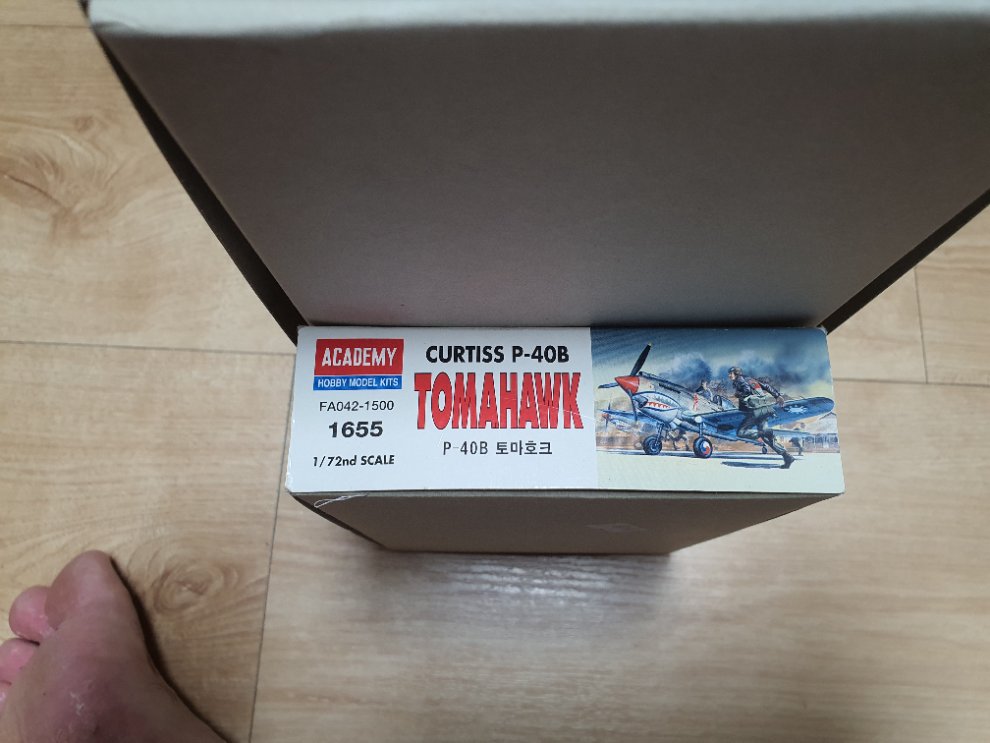 ACADEMY
HOBBY MODEL KITS
FA042-1500
1655
1/72nd SCALE
CURTISS P-40B
TOMAHAWK
P-40B 토마호크